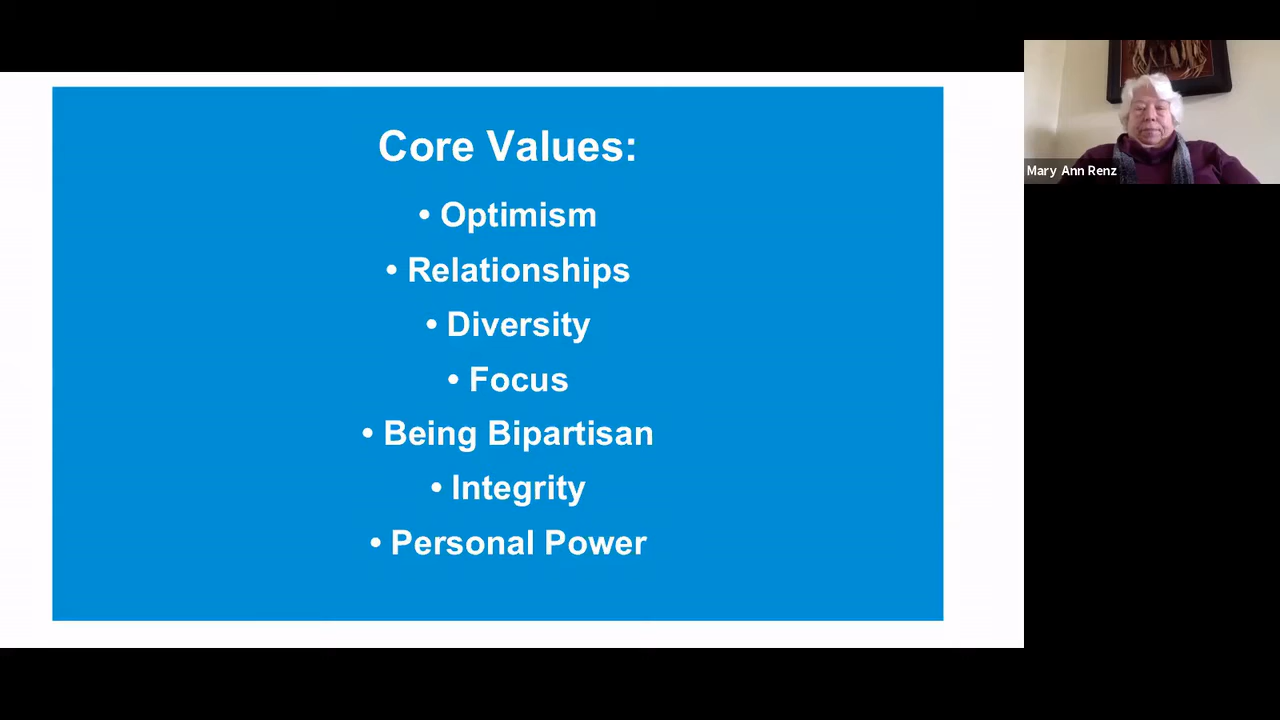 Core Values:
• Optimism
• Relationships
• Diversity
• Focus
• Being Bipartisan
• Integrity
• Personal Power
Mary Ann Renz